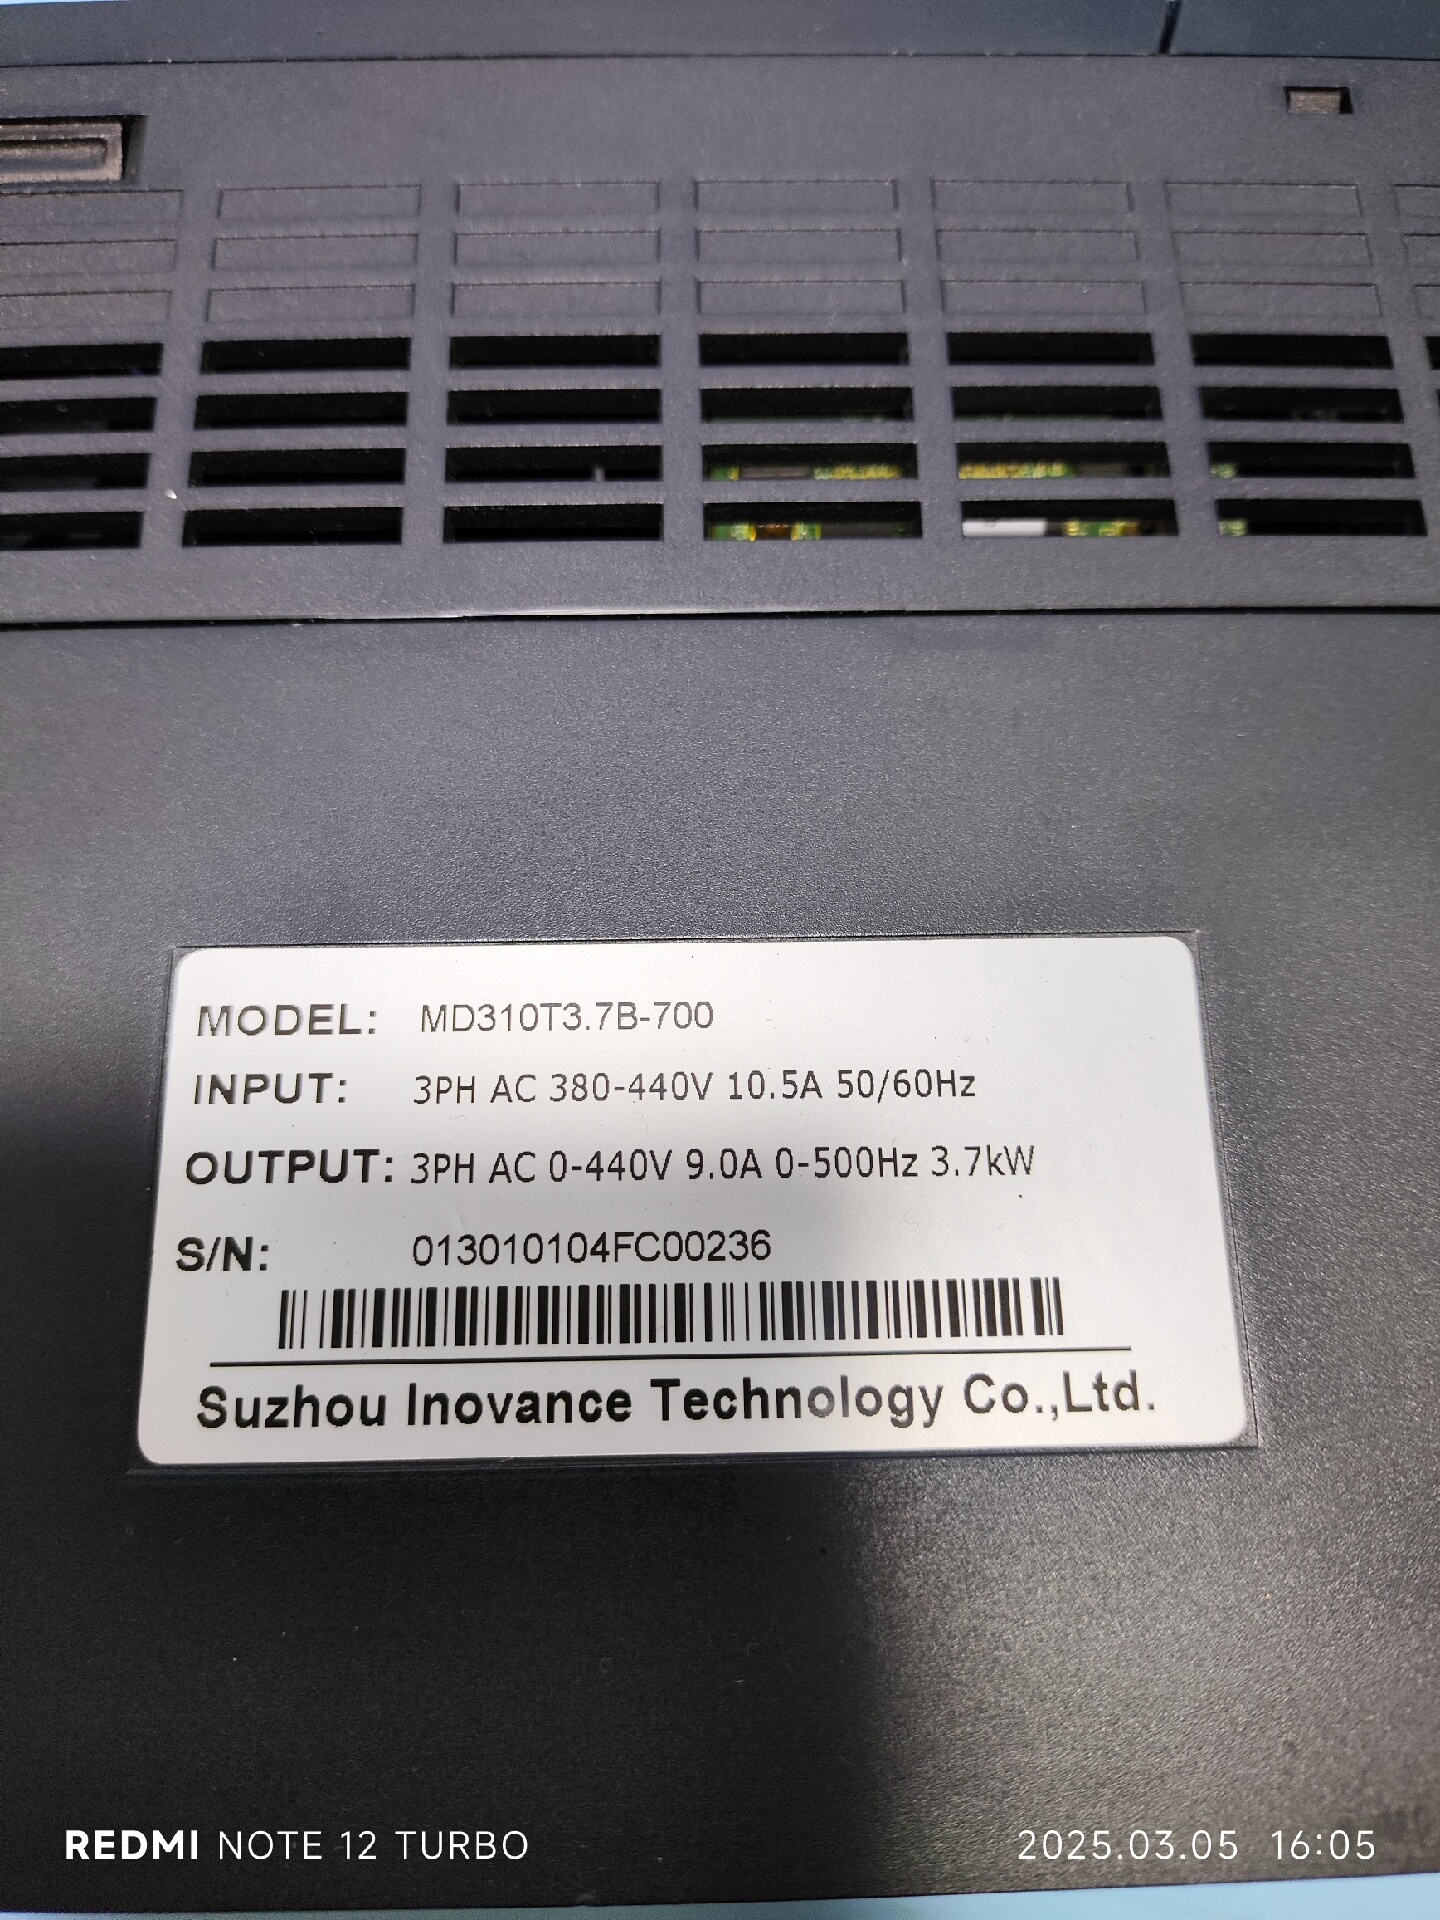 MODEL: MD310T3.7B-700
INPUT: 3PH AC 380-440V 10.5A 50/60Hz
OUTPUT: 3PH AC 0-440V 9.0A 0-500Hz 3.7kW
S/N: 013010104FC00236
Suzhou Inovance Technology Co.,Ltd.
REDMI NOTE 12 TURBO
2025.03.05 16:05